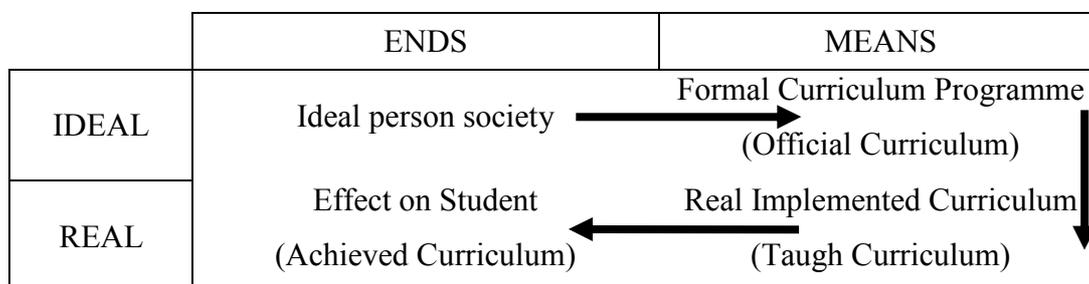 ENDS MEANS
IDEAL Ideal person society Formal Curriculum Programme
(Official Curriculum)
REAL Effect on Student Real Implemented Curriculum
(Achieved Curriculum) (Taugh Curriculum)